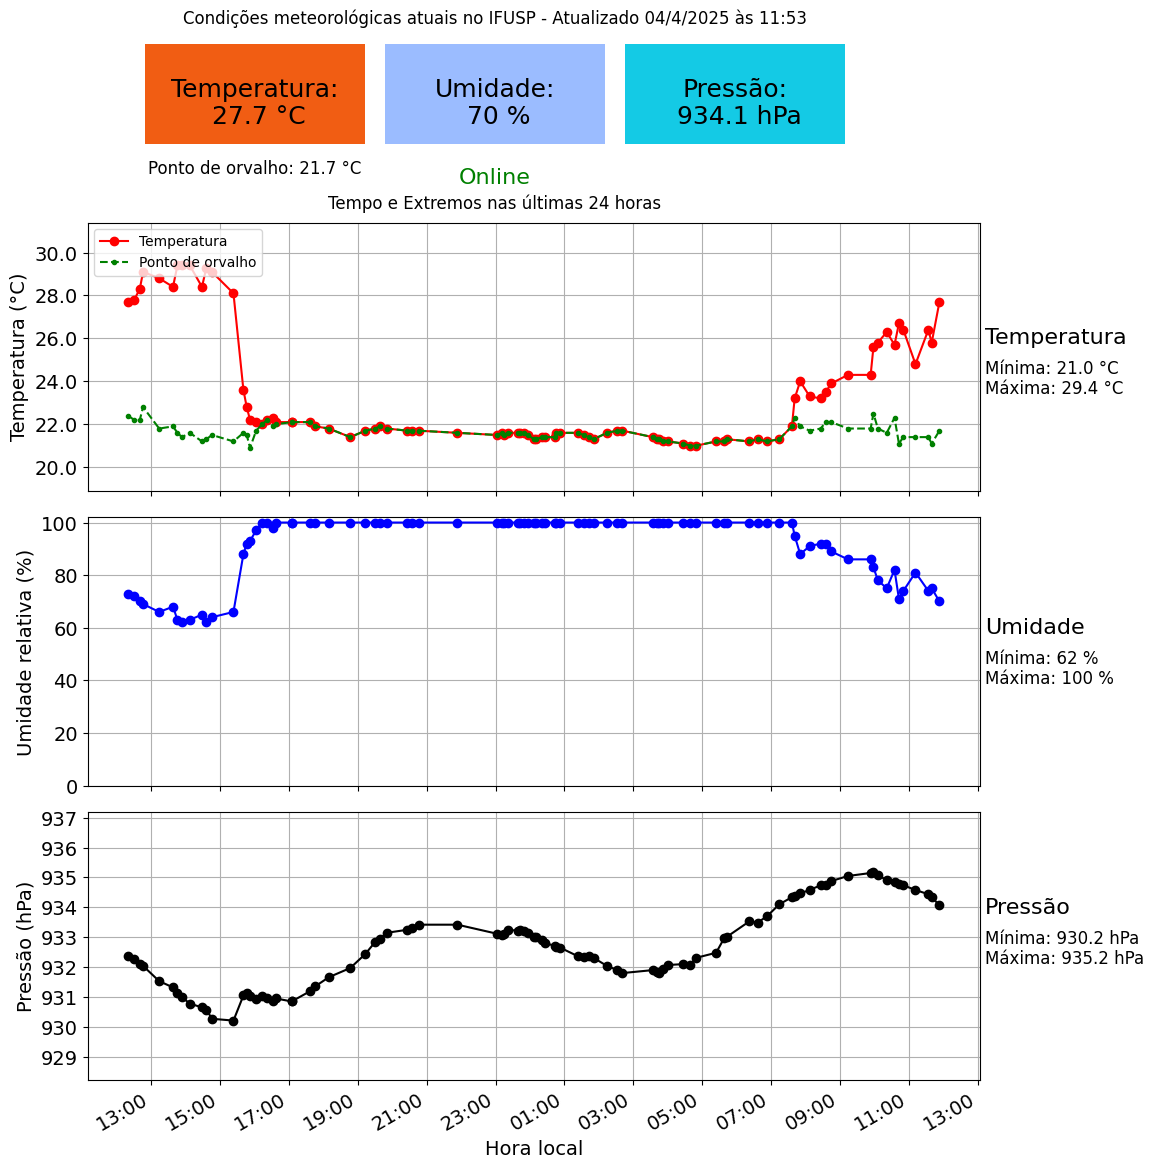 Condições meteorológicas atuais no IFUSP - Atualizado 04/4/2025 às 11:53
Temperatura:
27.7 °C
Umidade:
70 %
Pressão:
934.1 hPa
Ponto de orvalho: 21.7 °C
Online
Tempo e Extremos nas últimas 24 horas
Temperatura
Ponto de orvalho
Temperatura (°C)
30.0
28.0
26.0
24.0
22.0
20.0
Temperatura
Mínima: 21.0 °C
Máxima: 29.4 °C
Umidade relativa (%)
100
80
60
40
20
0
Umidade
Mínima: 62 %
Máxima: 100 %
Pressão (hPa)
937
936
935
934
933
932
931
930
929
Pressão
Mínima: 930.2 hPa
Máxima: 935.2 hPa
13:00 15:00 17:00 19:00 21:00 23:00 01:00 03:00 05:00 07:00 09:00 11:00 13:00
Hora local